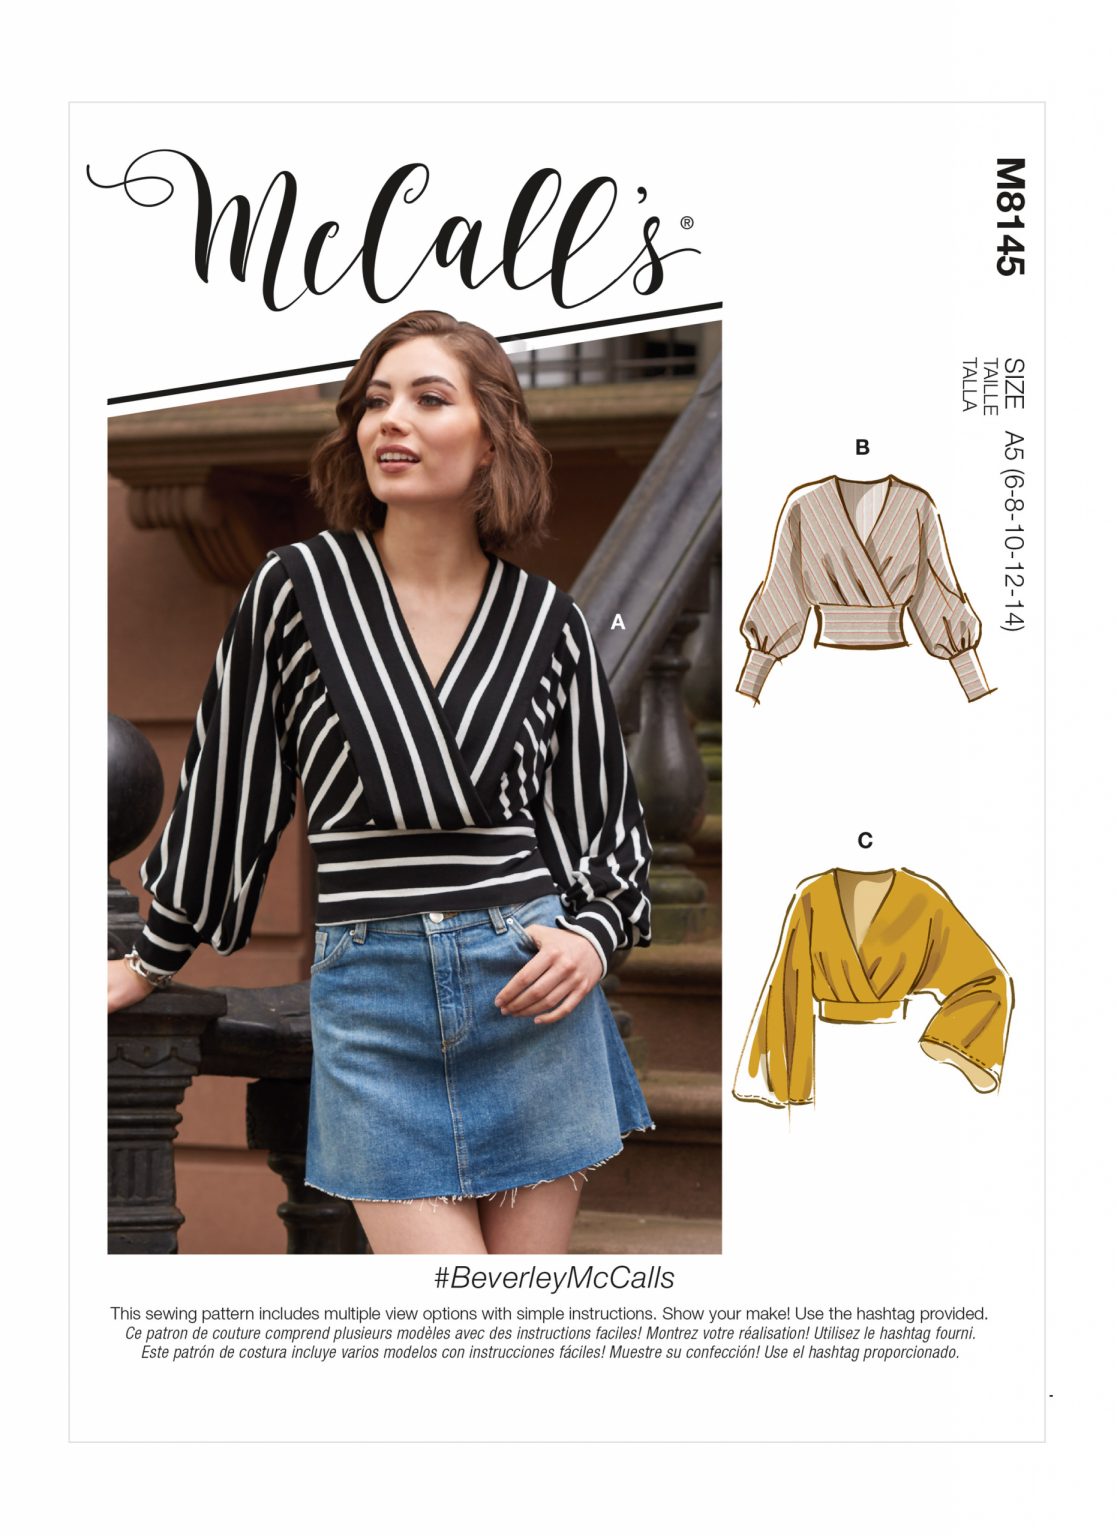 McCall's®
M8145
SIZE A5 (6-8-10-12-14)
TAILLE
TALLA
A
B
C
#BeverleyMcCalls
This sewing pattern includes multiple view options with simple instructions. Show your make! Use the hashtag provided.
Ce patron de couture comprend plusieurs modèles avec des instructions faciles! Montrez votre réalisation! Utilisez le hashtag fourni.
Este patrón de costura incluye varios modelos con instrucciones fáciles! Muestre su confección! Use el hashtag proporcionado.